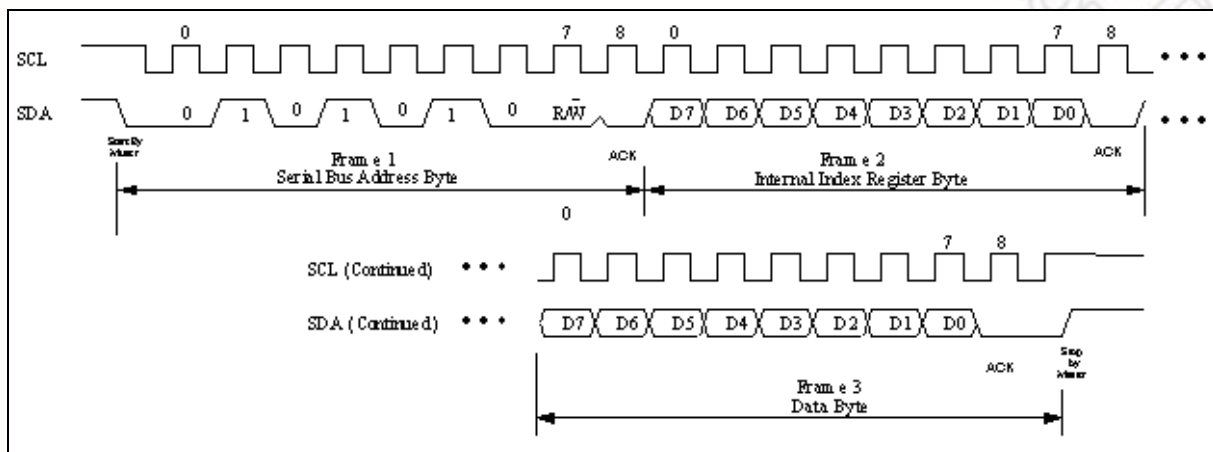 0 7 8 0 7 8
SCL
SDA 0 1 0 1 0 1 0 R/W D7 D6 D5 D4 D3 D2 D1 D0
Start By
ACK ACK
Frame 1 Frame 2
Serial Bus Address Byte Internal Index Register Byte
0
7 8
SCL (Continued)
SDA (Continued) D7 D6 D5 D4 D3 D2 D1 D0
ACK
Stop
by
Frame 3
Data Byte